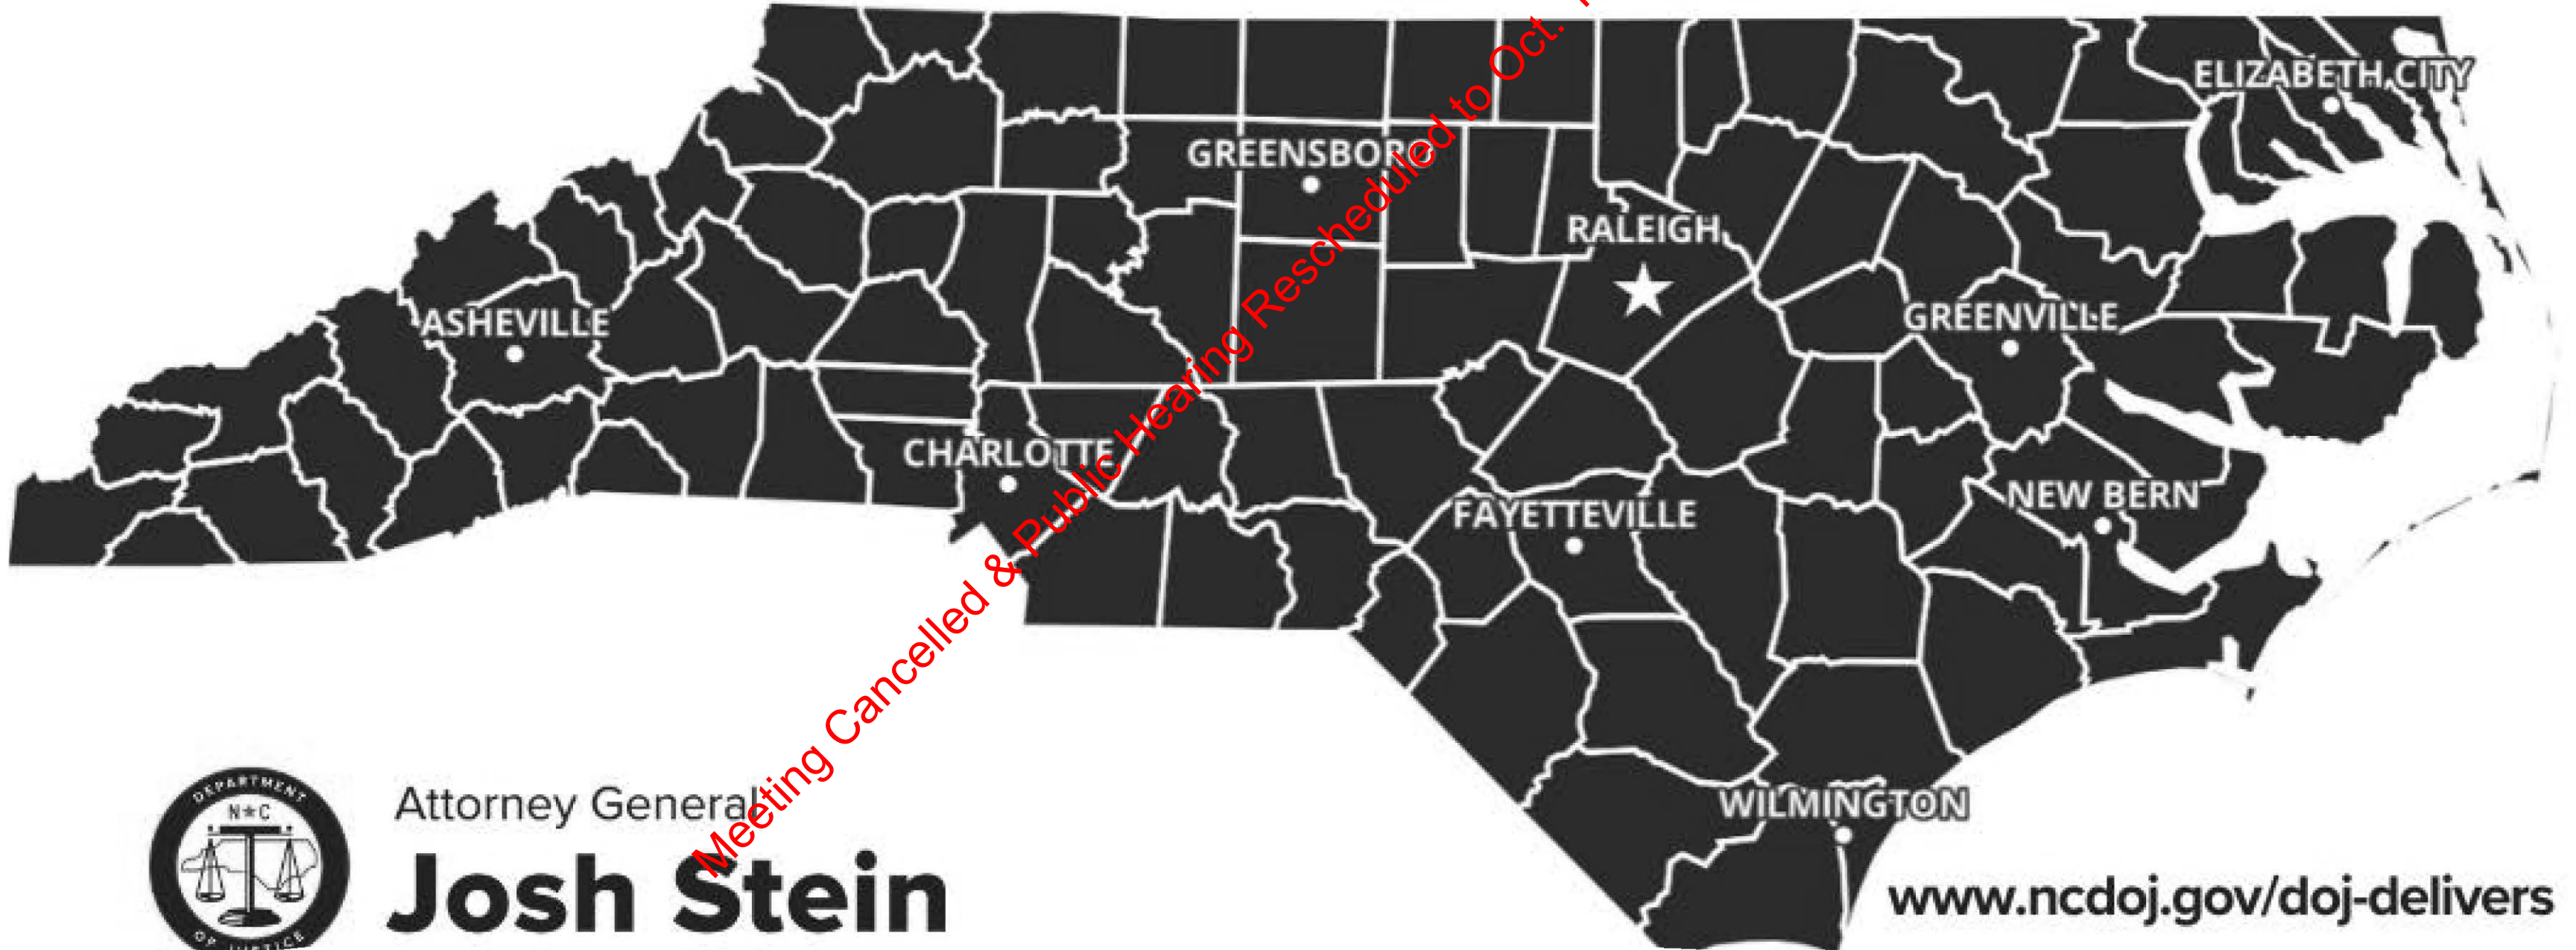 ELIZABETH CITY
GREENSBORO
RALEIGH
ASHEVILLE
GREENVILLE
CHARLOTTE
NEW BERN
FAYETTEVILLE
WILMINGTON
Meeting Cancelled & Public Hearing Rescheduled to Oct.
DEPARTMENT
N★C
OF JUSTICE
Attorney General
Josh Stein
www.ncdoj.gov/doj-delivers